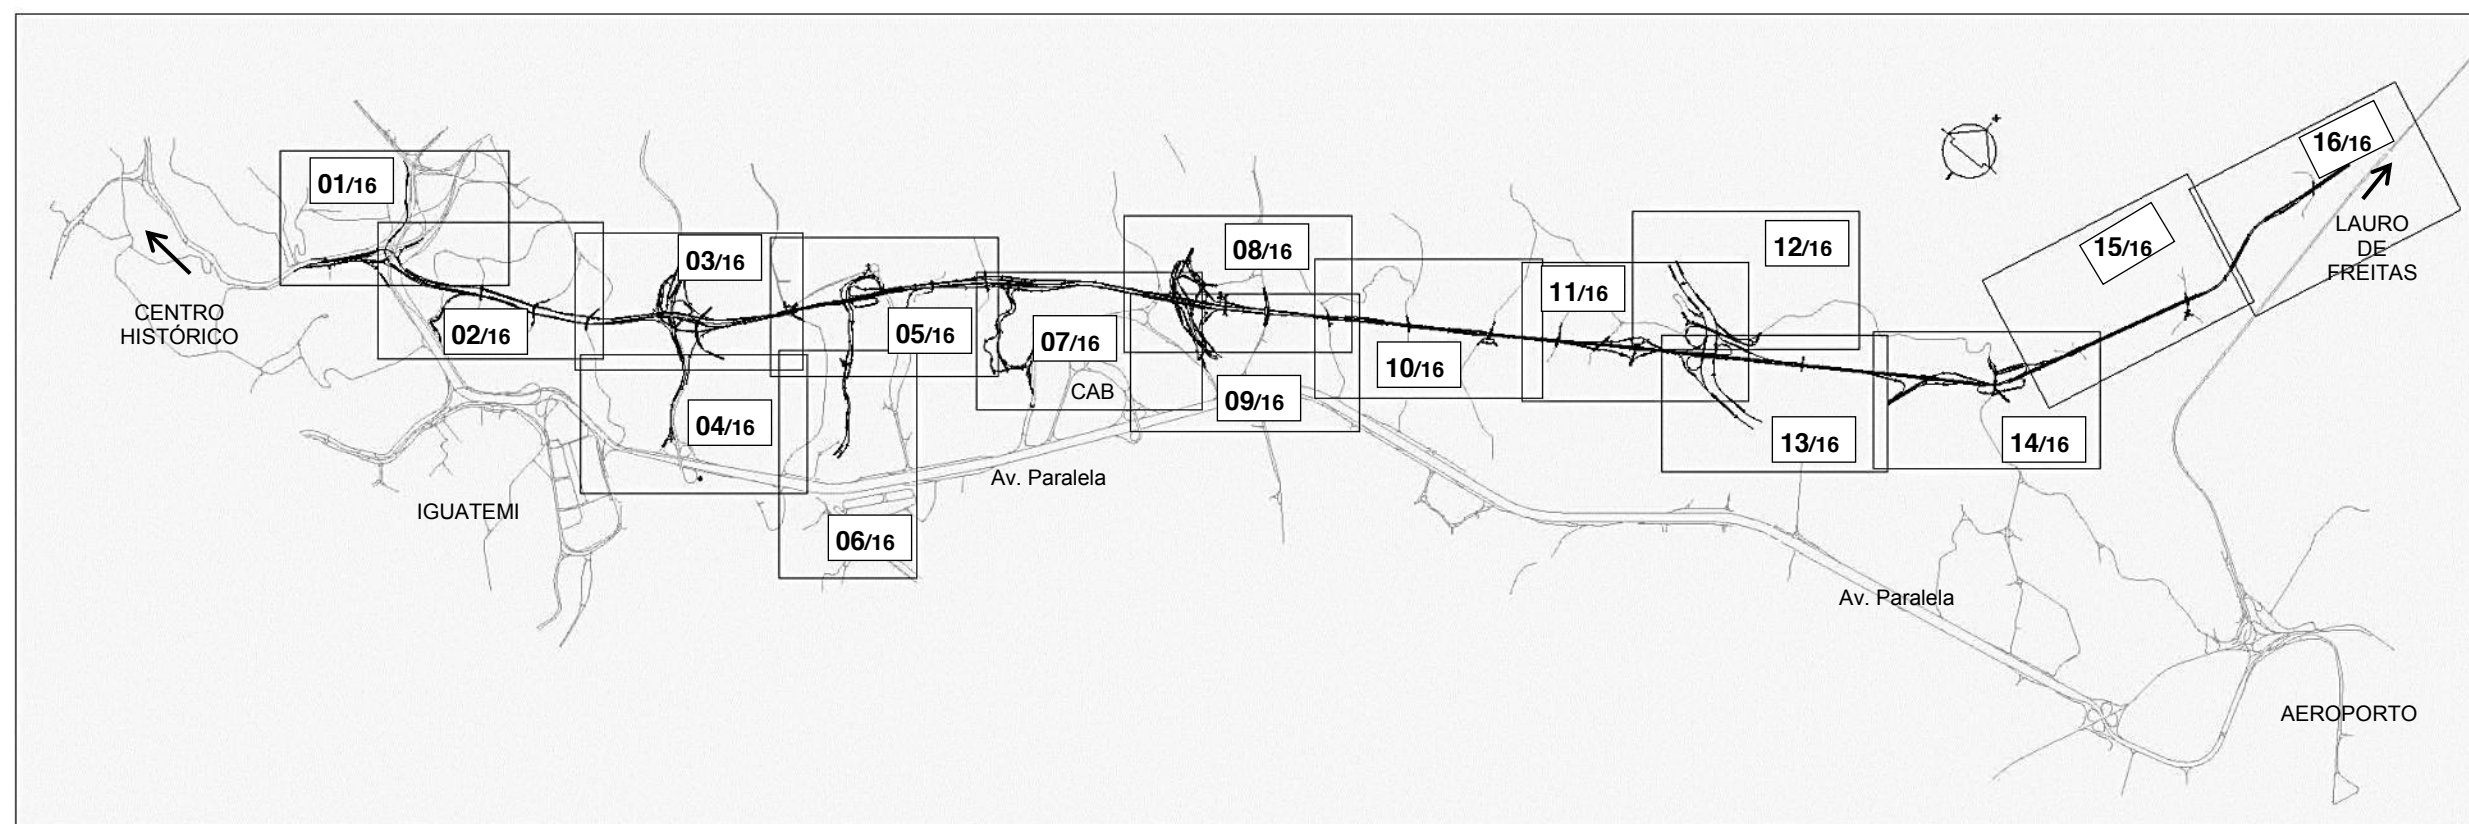 01/16
02/16
03/16
04/16
05/16
06/16
07/16
08/16
09/16
10/16
11/16
12/16
13/16
14/16
15/16
16/16
CENTRO
HISTÓRICO
IGUATEMI
CAB
Av. Paralela
Av. Paralela
LAURO
DE
FREITAS
AEROPORTO